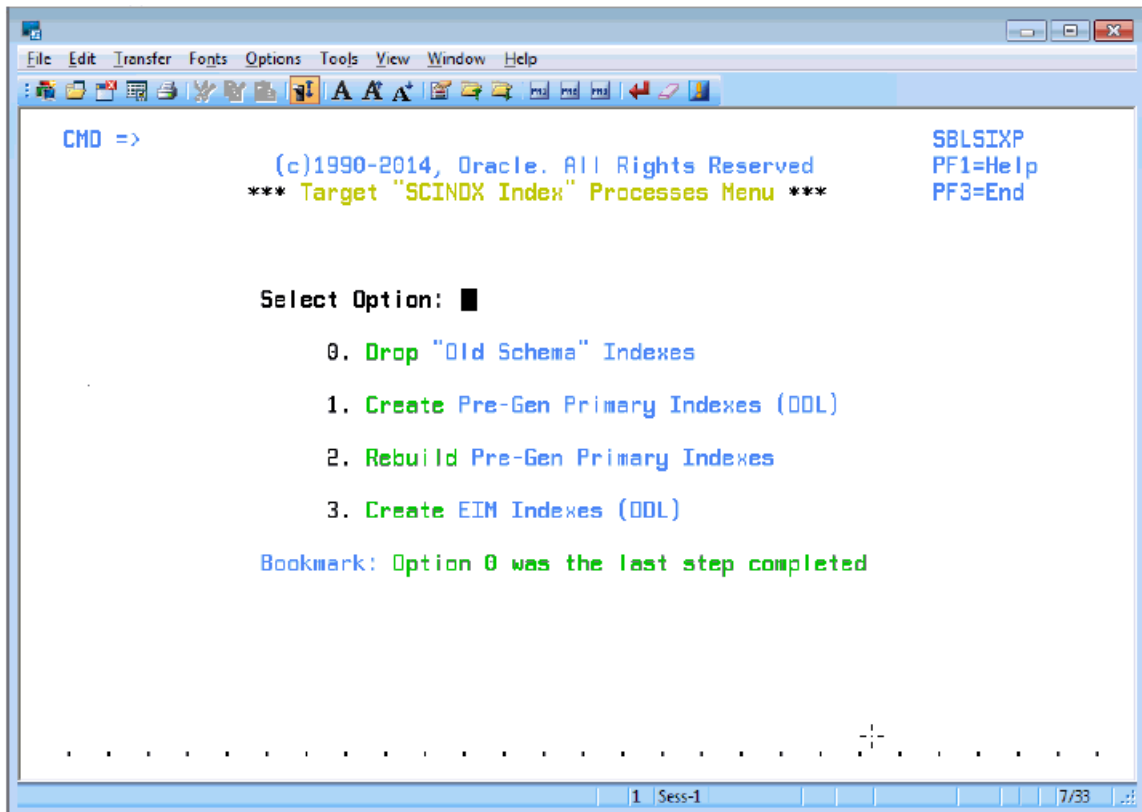 File Edit Transfer Fonts Options Tools View Window Help
CMD => SBLSIXP
(c)1990-2014, Oracle. All Rights Reserved PF1=Help
*** Target "SCINDX Index" Processes Menu *** PF3=End
Select Option:
0. Drop "Old Schema" Indexes
1. Create Pre-Gen Primary Indexes (DDL)
2. Rebuild Pre-Gen Primary Indexes
3. Create EIM Indexes (DDL)
Bookmark: Option 0 was the last step completed
1 Sess-1 7/33